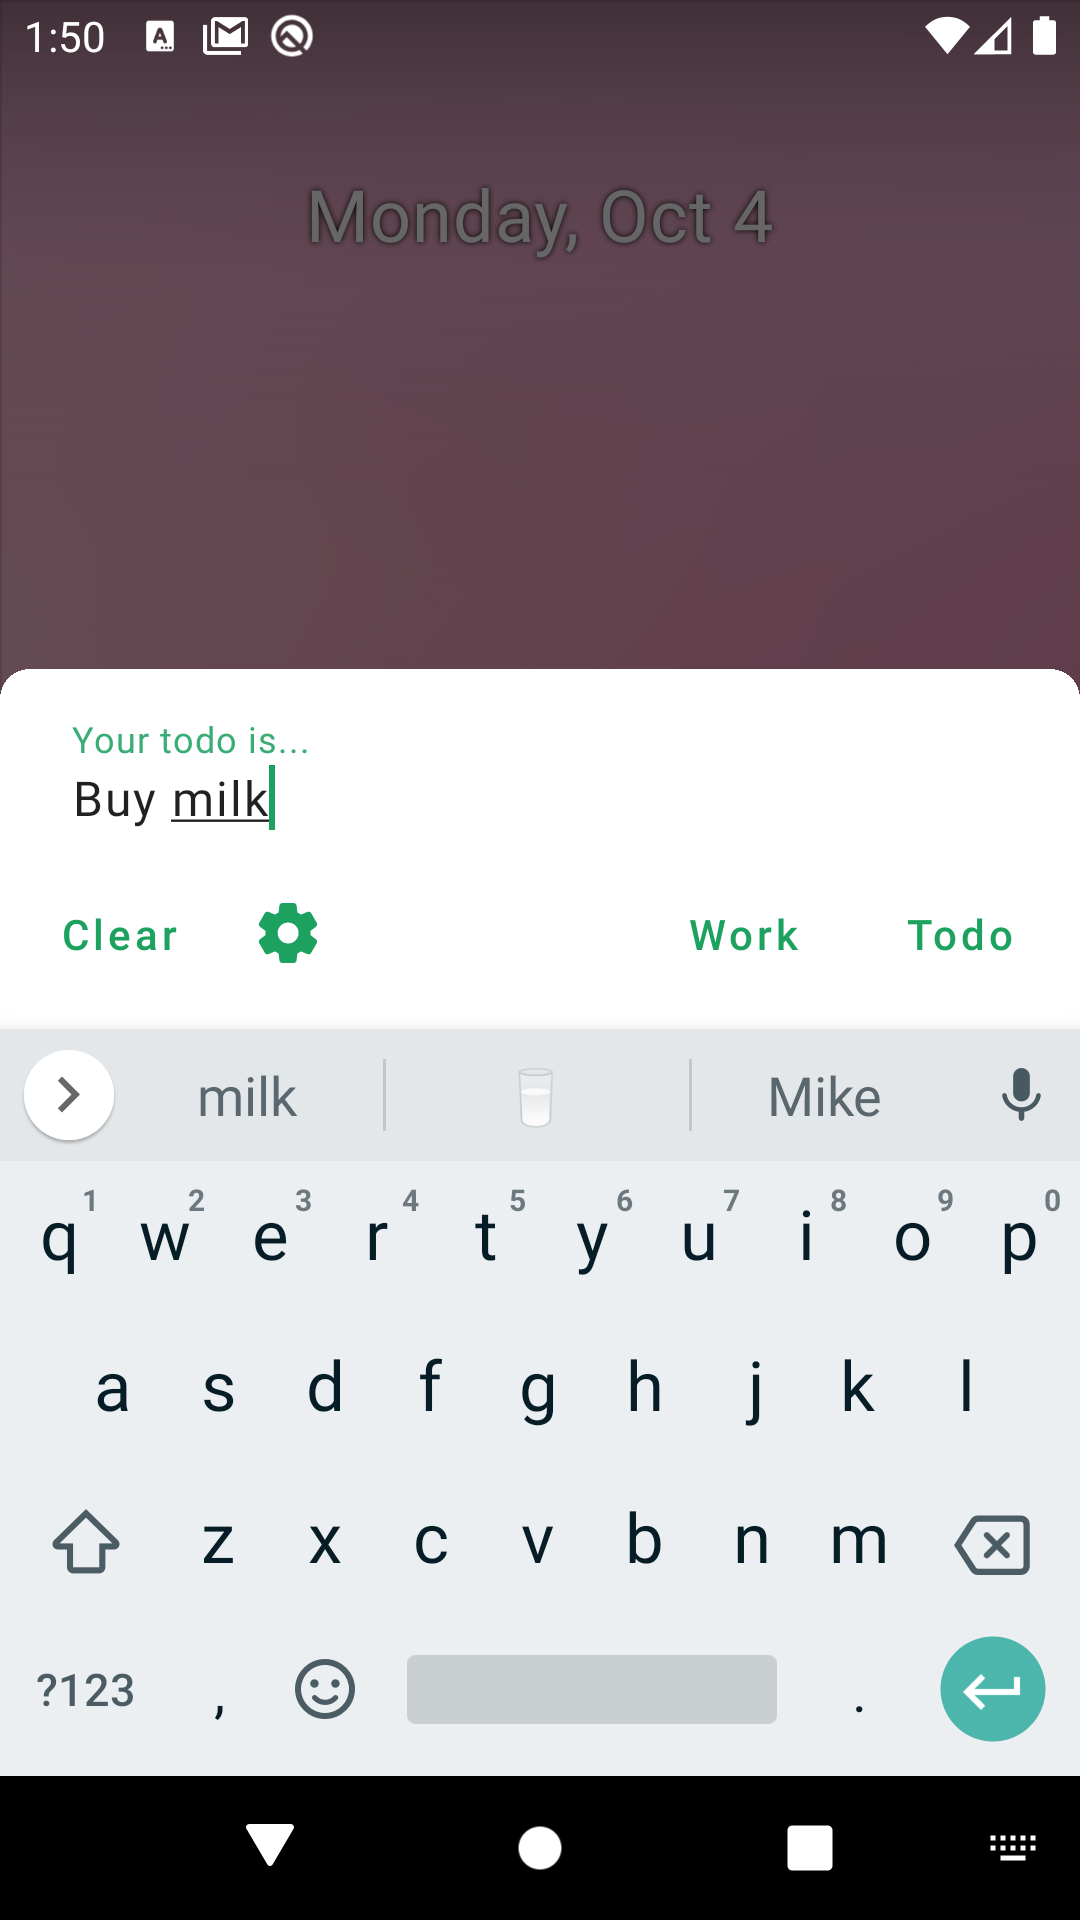 1:50
Monday, Oct 4
Your todo is...
Buy milk
Clear Work Todo
milk Mike
1 2 3 4 5 6 7 8 9 0
q w e r t y u i o p
a s d f g h j k l
z x c v b n m
?123 , .